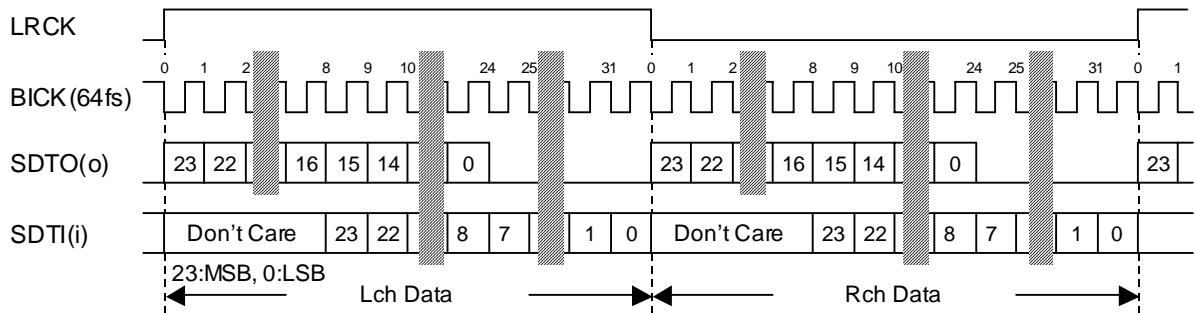 LRCK
0 1 2 8 9 10 24 25 31 0 1 2 8 9 10 24 25 31 0 1
BICK(64fs)
SDTO(o) 23 22 16 15 14 0 23 22 16 15 14 0 23
SDTI(i) Don't Care 23 22 8 7 1 0 Don't Care 23 22 8 7 1 0
23:MSB, 0:LSB
Lch Data Rch Data